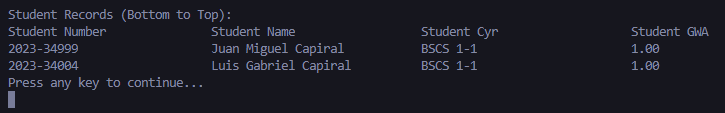 Student Records (Bottom to Top):
Student Number Student Name Student Cyr Student GWA
2023-34999 Juan Miguel Capiral BSCS 1-1 1.00
2023-34004 Luis Gabriel Capiral BSCS 1-1 1.00
Press any key to continue...